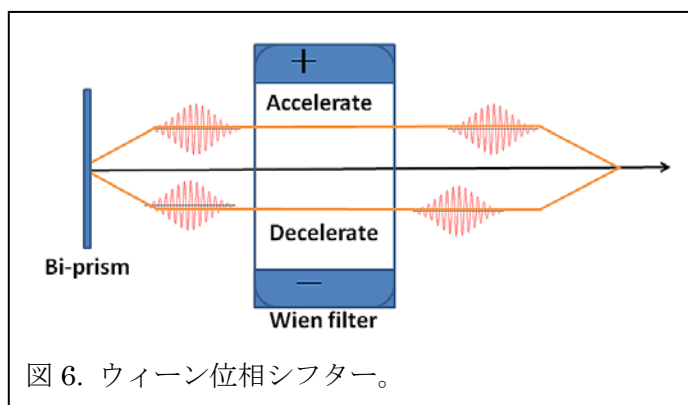 +
Accelerate
Decelerate
Bi-prism
−
Wien filter
図 6. ウィーン位相シフター。